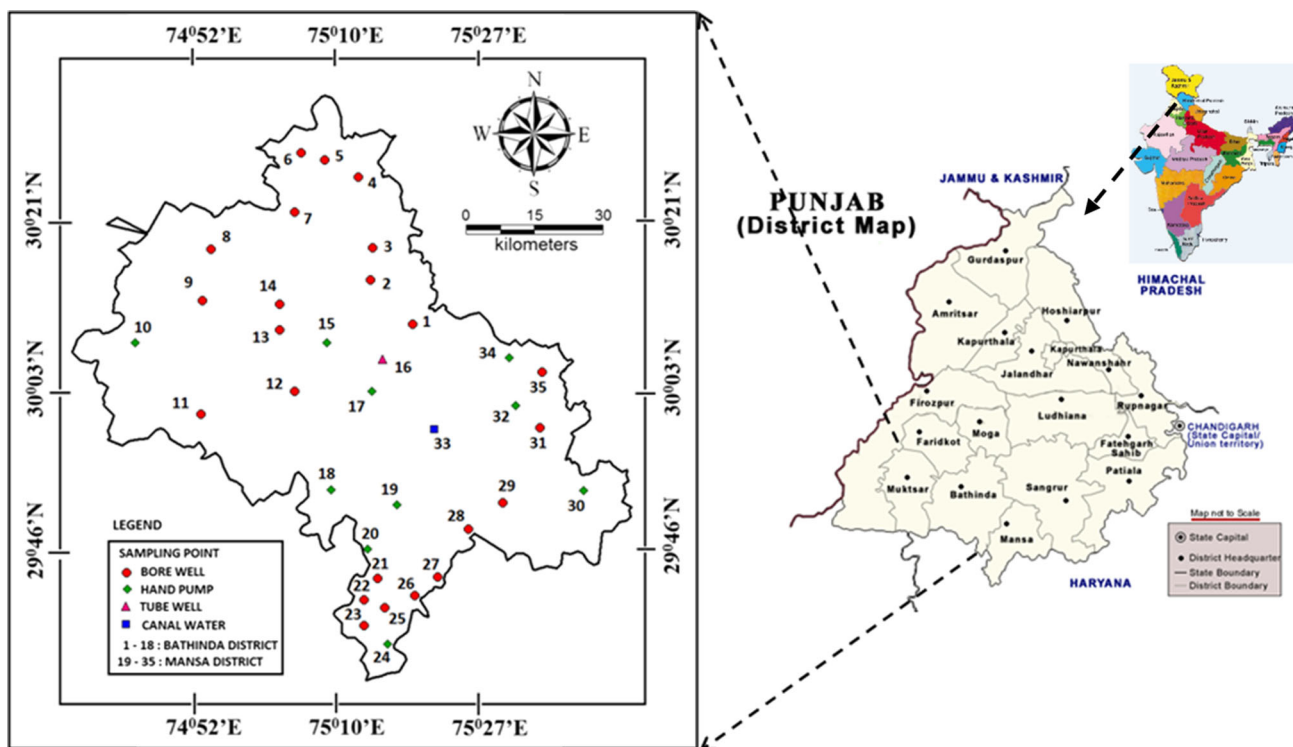 74⁰52’E
75⁰10’E
75⁰27’E
N
W
E
S
0 15 30
kilometers
30⁰21’N
30⁰03’N
29⁰46’N
30⁰21’N
30⁰03’N
29⁰46’N
6
5
4
7
8
3
2
9
14
1
10
13
15
16
34
35
12
17
32
11
33
31
18
19
29
30
28
20
21
27
22
26
23
25
24
LEGEND
SAMPLING POINT
BORE WELL
HAND PUMP
TUBE WELL
CANAL WATER
1 - 18 : BATHINDA DISTRICT
19 - 35 : MANSA DISTRICT
74⁰52’E
75⁰10’E
75⁰27’E
JAMMU & KASHMIR
PUNJAB
(District Map)
HIMACHAL
PRADESH
Gurdaspur
Amritsar
Hoshiarpur
Kapurthala
Kapurthala
Jalandhar
Nawanshahr
Firozpur
Ludhiana
Rupnagar
Moga
Faridkot
CHANDIGARH
(State Capital/
Union territory)
Fatehgarh
Sahib
Patiala
Muktsar
Bathinda
Sangrur
Mansa
HARYANA
Map not to Scale
State Capital
District Headquarter
State Boundary
District Boundary